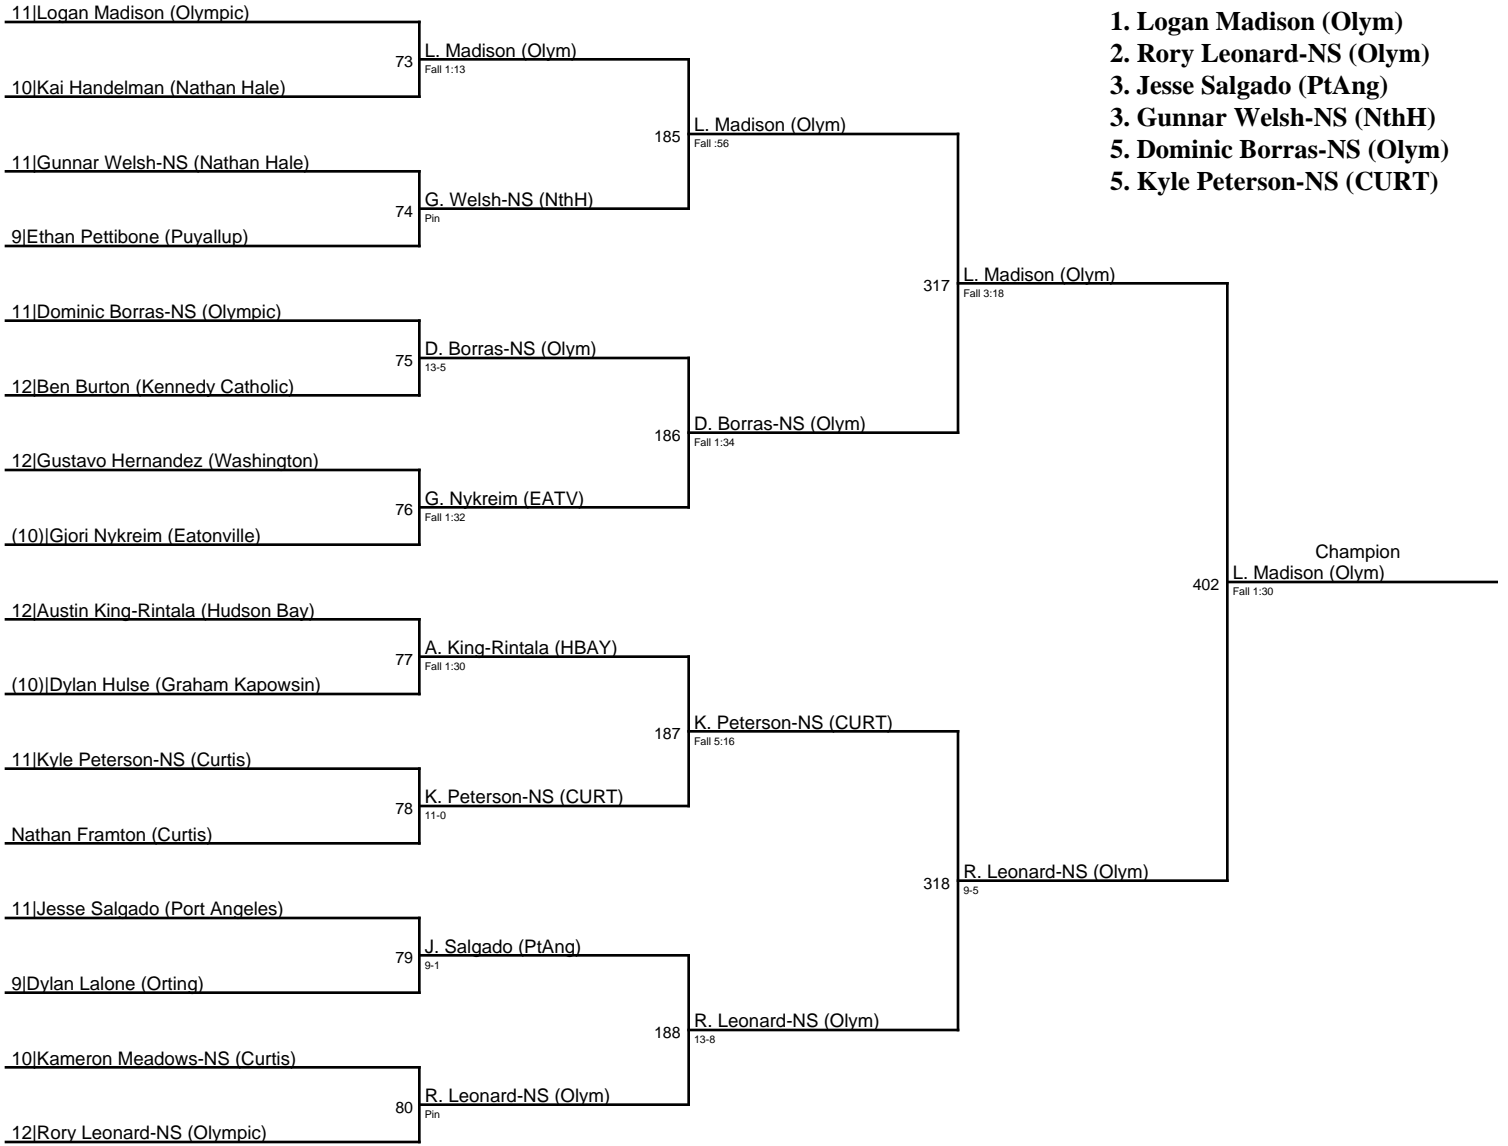 11|Logan Madison (Olympic)
73
L. Madison (Olym)
Fall 1:13
10|Kai Handelman (Nathan Hale)
185
L. Madison (Olym)
Fall :56
11|Gunnar Welsh-NS (Nathan Hale)
74
G. Welsh-NS (NthH)
Pin
9|Ethan Pettibone (Puyallup)
317
L. Madison (Olym)
Fall 3:18
11|Dominic Borras-NS (Olympic)
75
D. Borras-NS (Olym)
13-5
12|Ben Burton (Kennedy Catholic)
186
D. Borras-NS (Olym)
Fall 1:34
12|Gustavo Hernandez (Washington)
76
G. Nykreim (EATV)
Fall 1:32
(10)|Gjori Nykreim (Eatonville)
402
Champion
L. Madison (Olym)
Fall 1:30
12|Austin King-Rintala (Hudson Bay)
77
A. King-Rintala (HBAY)
Fall 1:30
(10)|Dylan Hulse (Graham Kapowsin)
187
K. Peterson-NS (CURT)
Fall 5:16
11|Kyle Peterson-NS (Curtis)
78
K. Peterson-NS (CURT)
11-0
Nathan Framton (Curtis)
318
R. Leonard-NS (Olym)
9-5
11|Jesse Salgado (Port Angeles)
79
J. Salgado (PtAng)
9-1
9|Dylan Lalone (Orting)
188
R. Leonard-NS (Olym)
13-8
10|Kameron Meadows-NS (Curtis)
80
R. Leonard-NS (Olym)
Pin
12|Rory Leonard-NS (Olympic)
1. Logan Madison (Olym)
2. Rory Leonard-NS (Olym)
3. Jesse Salgado (PtAng)
3. Gunnar Welsh-NS (NthH)
5. Dominic Borras-NS (Olym)
5. Kyle Peterson-NS (CURT)